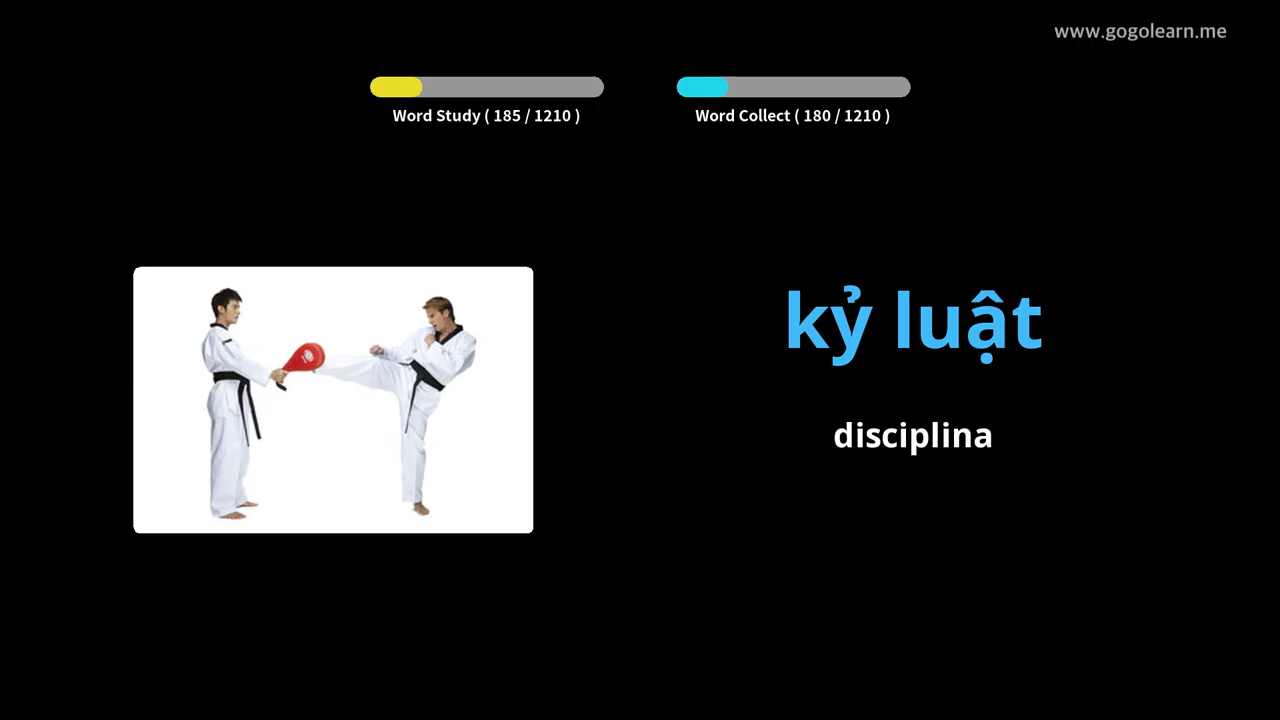 www.gogolearn.me
Word Study ( 185 / 1210 )
Word Collect ( 180 / 1210 )
kỷ luật
disciplina